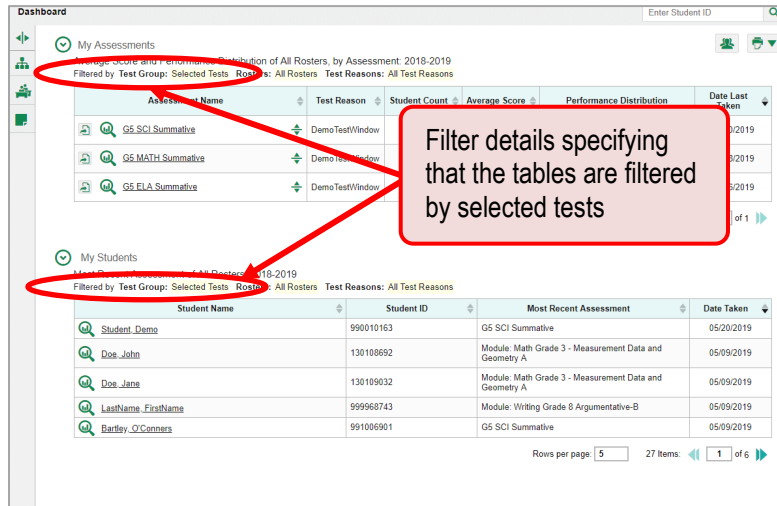 Dashboard
Enter Student ID
My Assessments
Average Score and Performance Distribution of All Rosters, by Assessment: 2018-2019
Filtered by Test Group: Selected Tests Rosters: All Rosters Test Reasons: All Test Reasons
Assessment Name Test Reason Student Count Average Score Performance Distribution Date Last Taken
G5 SCI Summative DemoTestWindow /2019
G5 MATH Summative DemoTestWindow /2019
G5 ELA Summative DemoTestWindow /2019
of 1
Filter details specifying
that the tables are filtered
by selected tests
My Students
Most Recent Assessment of All Rosters: 2018-2019
Filtered by Test Group: Selected Tests Rosters: All Rosters Test Reasons: All Test Reasons
Student Name Student ID Most Recent Assessment Date Taken
Student, Demo 990010163 G5 SCI Summative 05/20/2019
Doe, John 130108692 Module: Math Grade 3 - Measurement Data and
Geometry A 05/09/2019
Doe, Jane 130109032 Module: Math Grade 3 - Measurement Data and
Geometry A 05/09/2019
LastName, FirstName 999968743 Module: Writing Grade 8 Argumentative-B 05/09/2019
Bartley, O'Conners 991006901 G5 SCI Summative 05/09/2019
Rows per page: 5 27 Items: 1 of 6